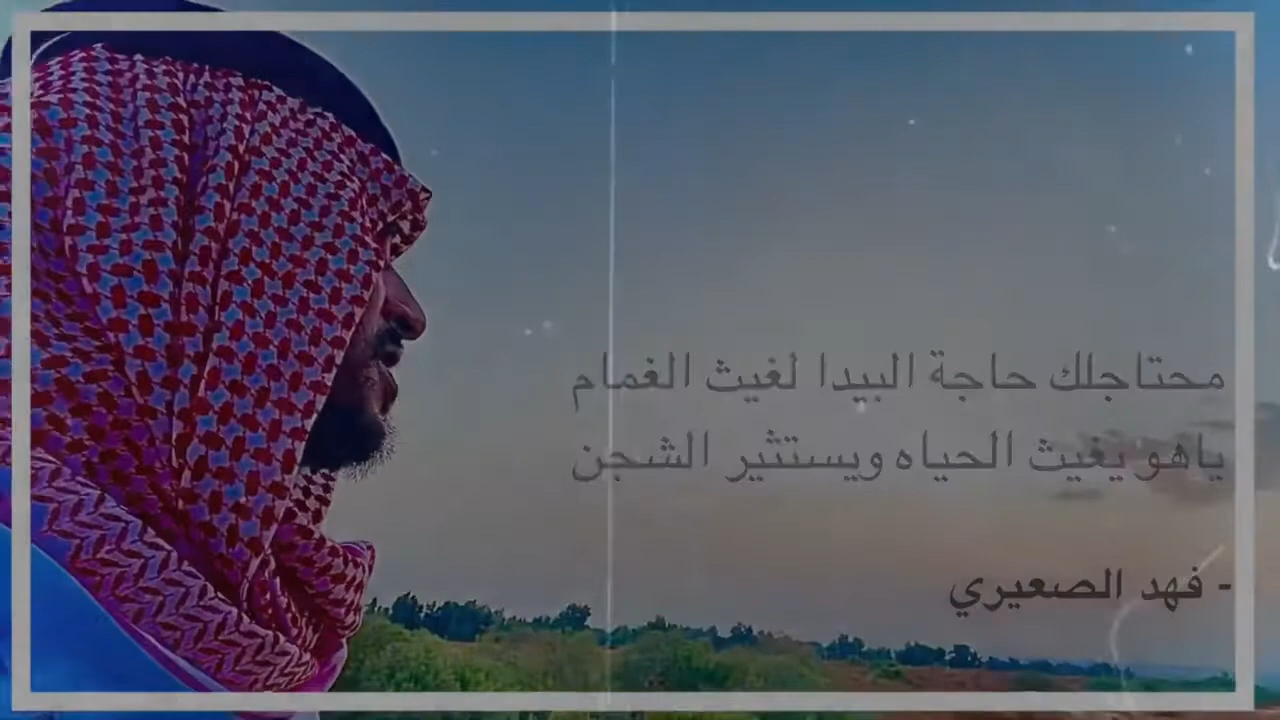 محتاجلك حاجة البيدا لغيث الغمام
ياهو يغيث الحياه ويستثير الشجن
- فهد الصعيري